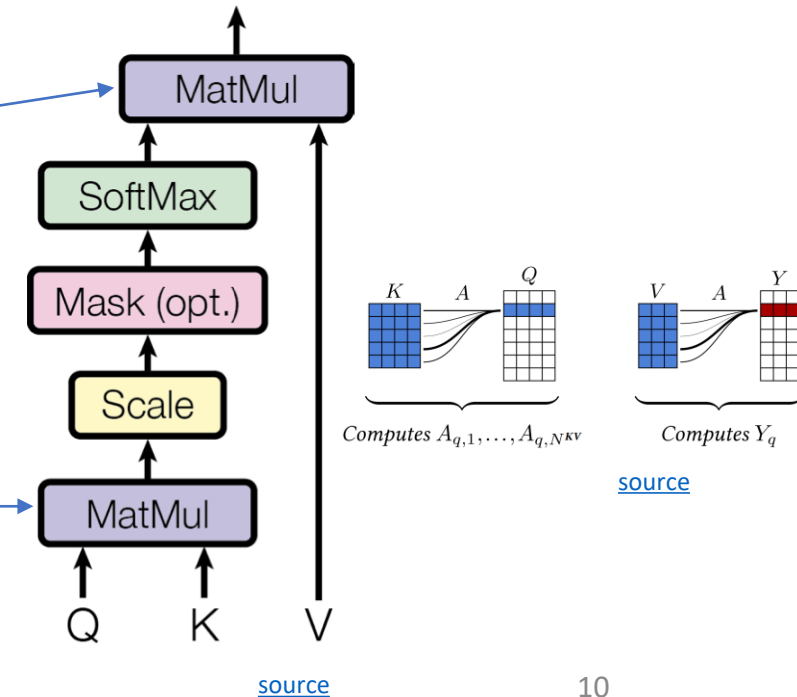 MatMul
SoftMax
Mask (opt.)
Scale
MatMul
Q K V
source
K A Q
Computes A_{q,1}, . . . , A_{q,N^{KV}}
V A Y
Computes Y_q
source
10